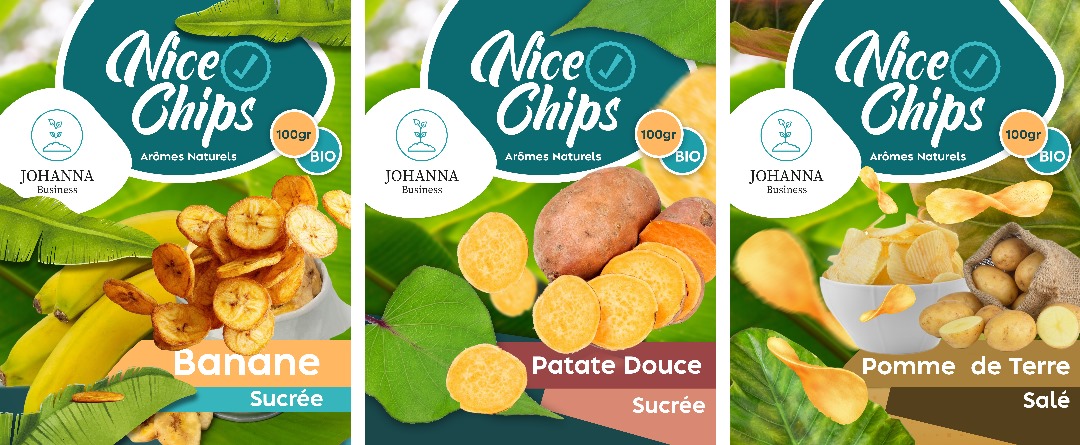 Nice
Chips
Arômes Naturels
100gr
BIO
JOHANNA
Business
Banane
Sucrée
Nice
Chips
Arômes Naturels
100gr
BIO
JOHANNA
Business
Patate Douce
Sucrée
Nice
Chips
Arômes Naturels
100gr
BIO
JOHANNA
Business
Pomme de Terre
Salé